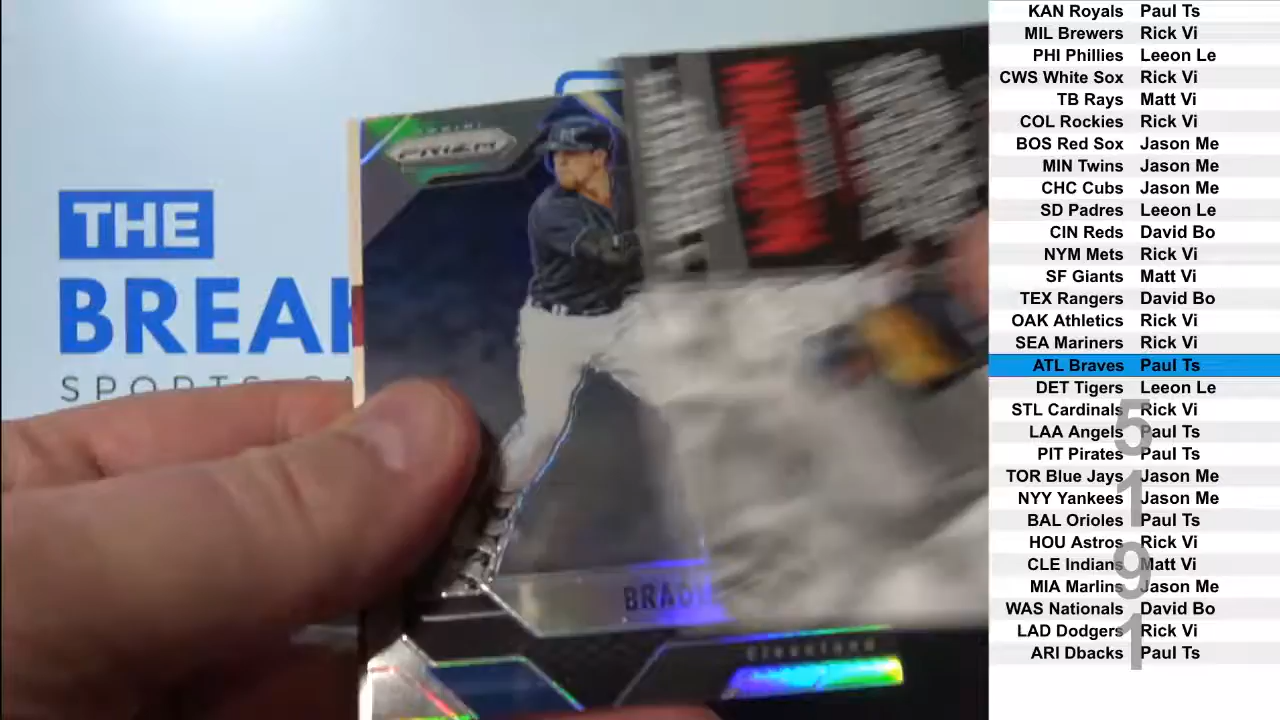 THE
BREAK
SPORTS CA
PANINI
PRIZM
BRAD
Cleveland
KAN Royals Paul Ts
MIL Brewers Rick Vi
PHI Phillies Leeon Le
CWS White Sox Rick Vi
TB Rays Matt Vi
COL Rockies Rick Vi
BOS Red Sox Jason Me
MIN Twins Jason Me
CHC Cubs Jason Me
SD Padres Leeon Le
CIN Reds David Bo
NYM Mets Rick Vi
SF Giants Matt Vi
TEX Rangers David Bo
OAK Athletics Rick Vi
SEA Mariners Rick Vi
ATL Braves Paul Ts
DET Tigers Leeon Le
STL Cardinals Rick Vi
LAA Angels Paul Ts
PIT Pirates Paul Ts
TOR Blue Jays Jason Me
NYY Yankees Jason Me
BAL Orioles Paul Ts
HOU Astros Rick Vi
CLE Indians Matt Vi
MIA Marlins Jason Me
WAS Nationals David Bo
LAD Dodgers Rick Vi
ARI Dbacks Paul Ts
5
1
9
1